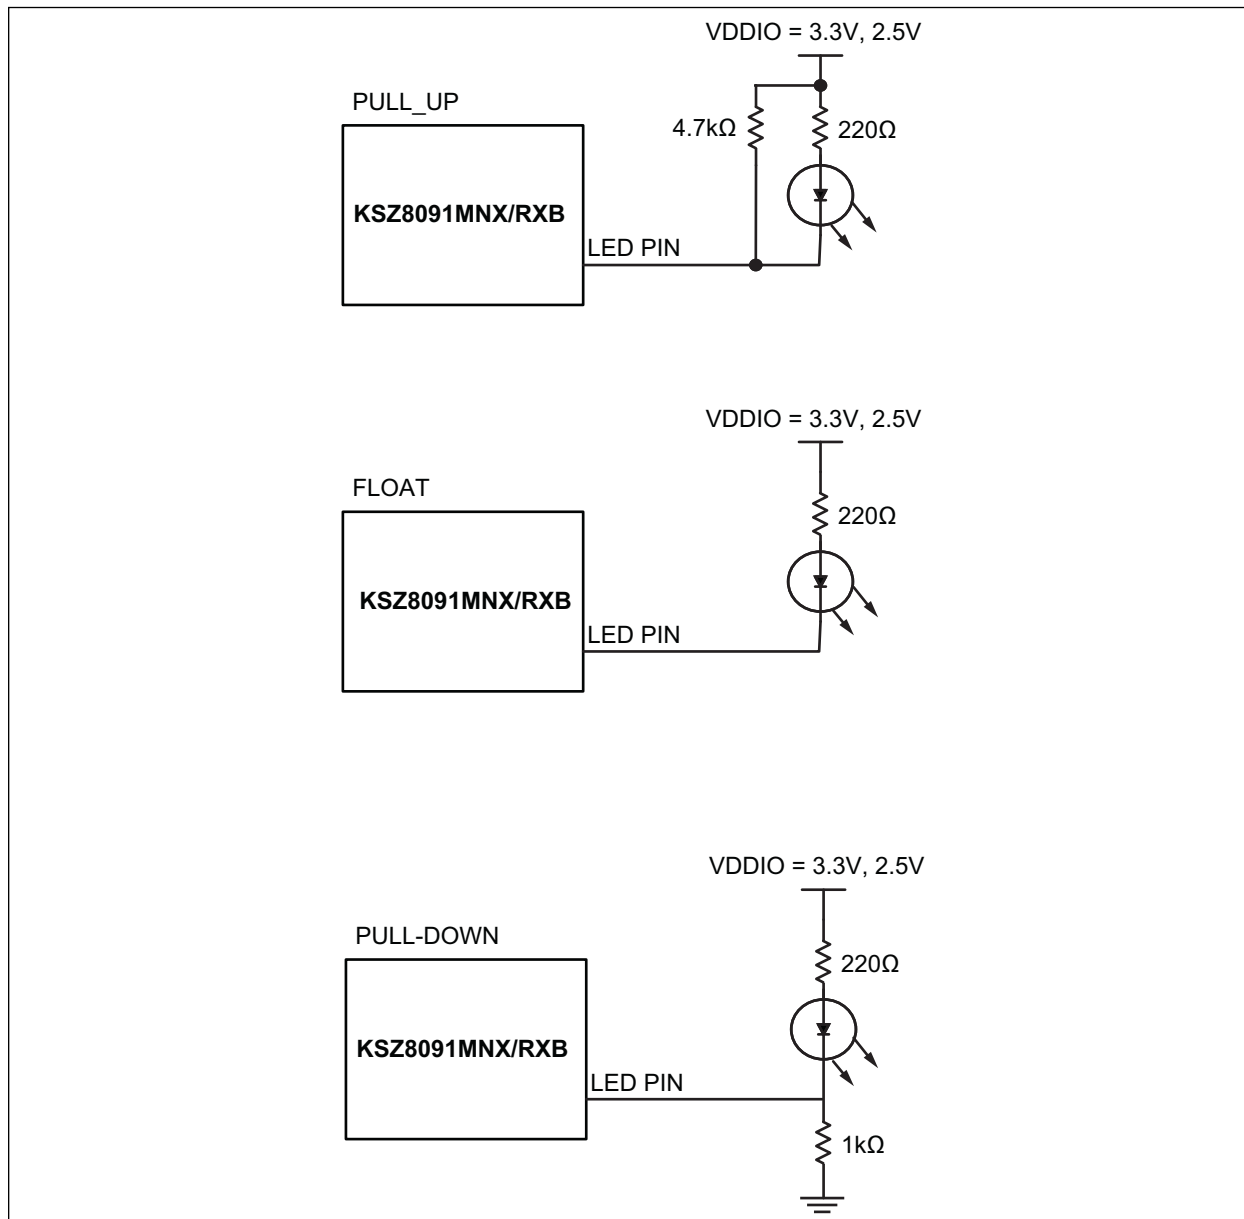 VDDIO = 3.3V, 2.5V
PULL_UP
4.7kΩ
220Ω
KSZ8091MNX/RXB
LED PIN
VDDIO = 3.3V, 2.5V
FLOAT
220Ω
KSZ8091MNX/RXB
LED PIN
VDDIO = 3.3V, 2.5V
PULL-DOWN
220Ω
KSZ8091MNX/RXB
LED PIN
1kΩ